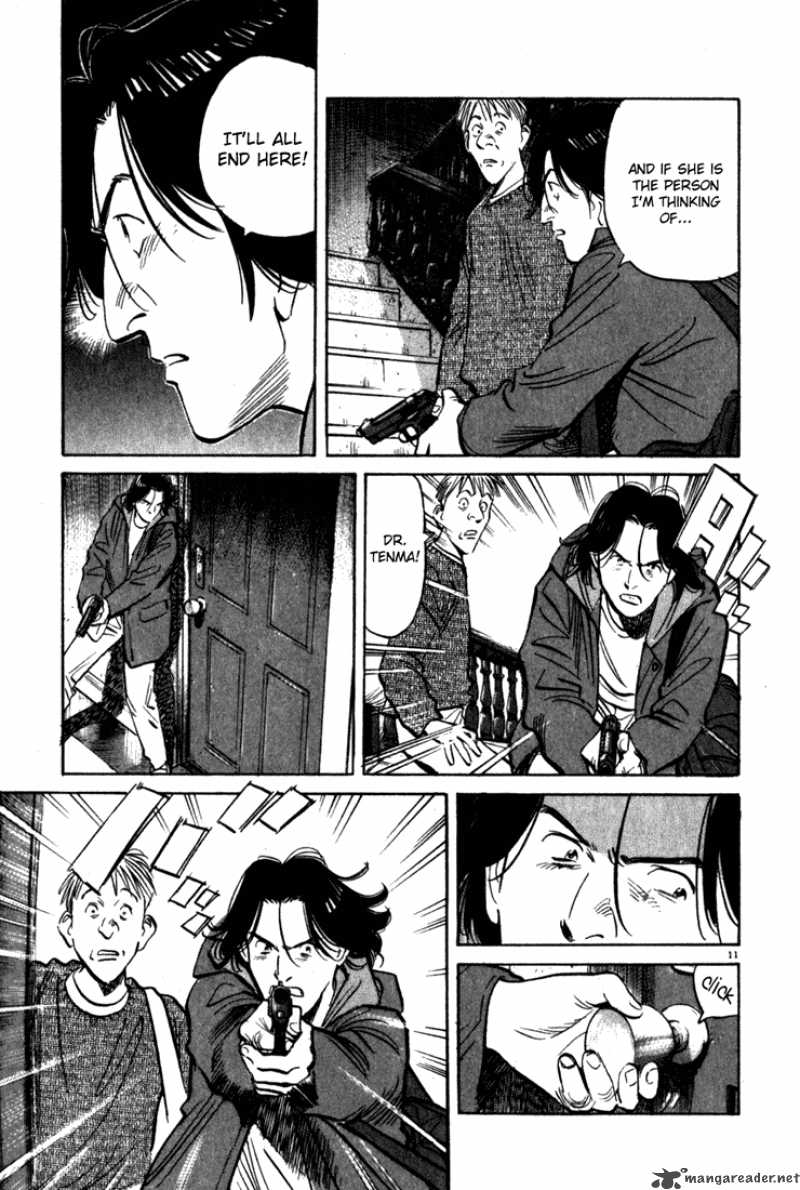 AND IF SHE IS
THE PERSON
I'M THINKING
OF...
IT'LL ALL
END HERE!
DR.
TENMA!
11
CLICK
mangareader.net